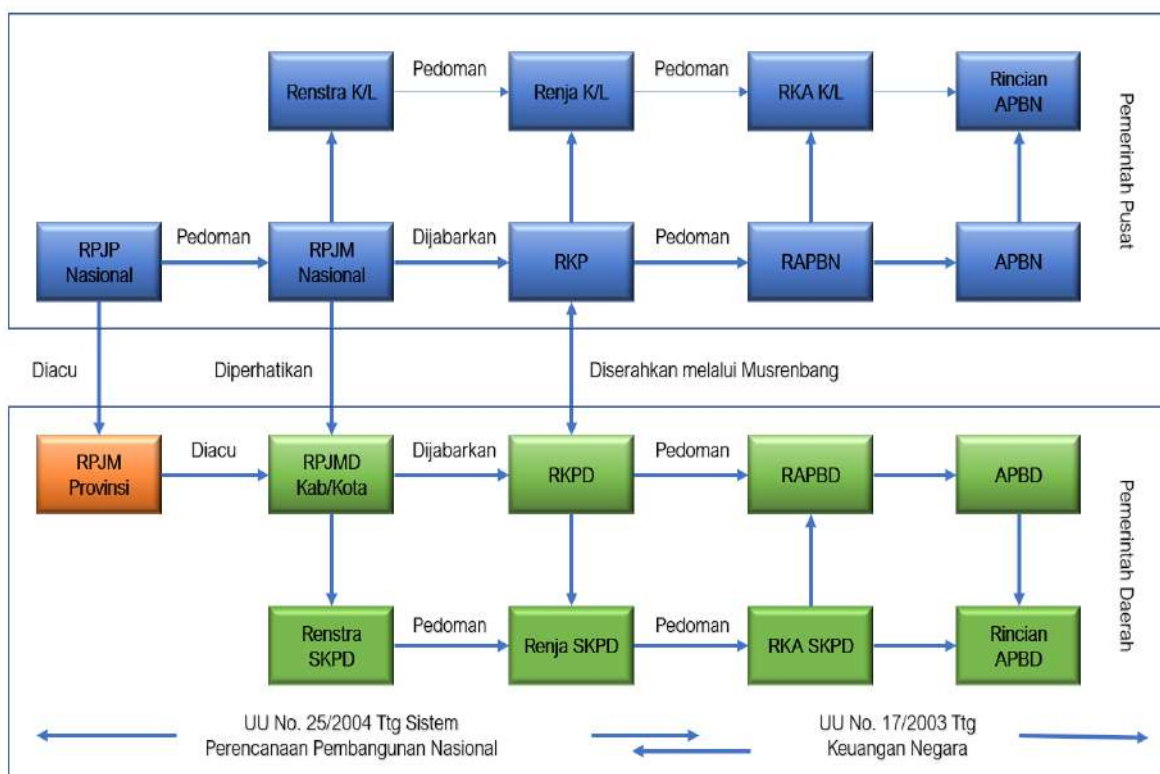 Pedoman
Pedoman
Renstra K/L
Renja K/L
RKA K/L
Rincian
APBN
Pemerintah Pusat
RPJP
Nasional
Pedoman
RPJM
Nasional
Dijabarkan
RKP
Pedoman
RAPBN
APBN
Diacu
Diperhatikan
Diserahkan melalui Musrenbang
RPJM
Provinsi
Diacu
RPJMD
Kab/Kota
Dijabarkan
RKPD
Pedoman
RAPBD
APBD
Pemerintah Daerah
Renstra
SKPD
Pedoman
Renja SKPD
Pedoman
RKA SKPD
Rincian
APBD
UU No. 25/2004 Ttg Sistem
Perencanaan Pembangunan Nasional
UU No. 17/2003 Ttg
Keuangan Negara